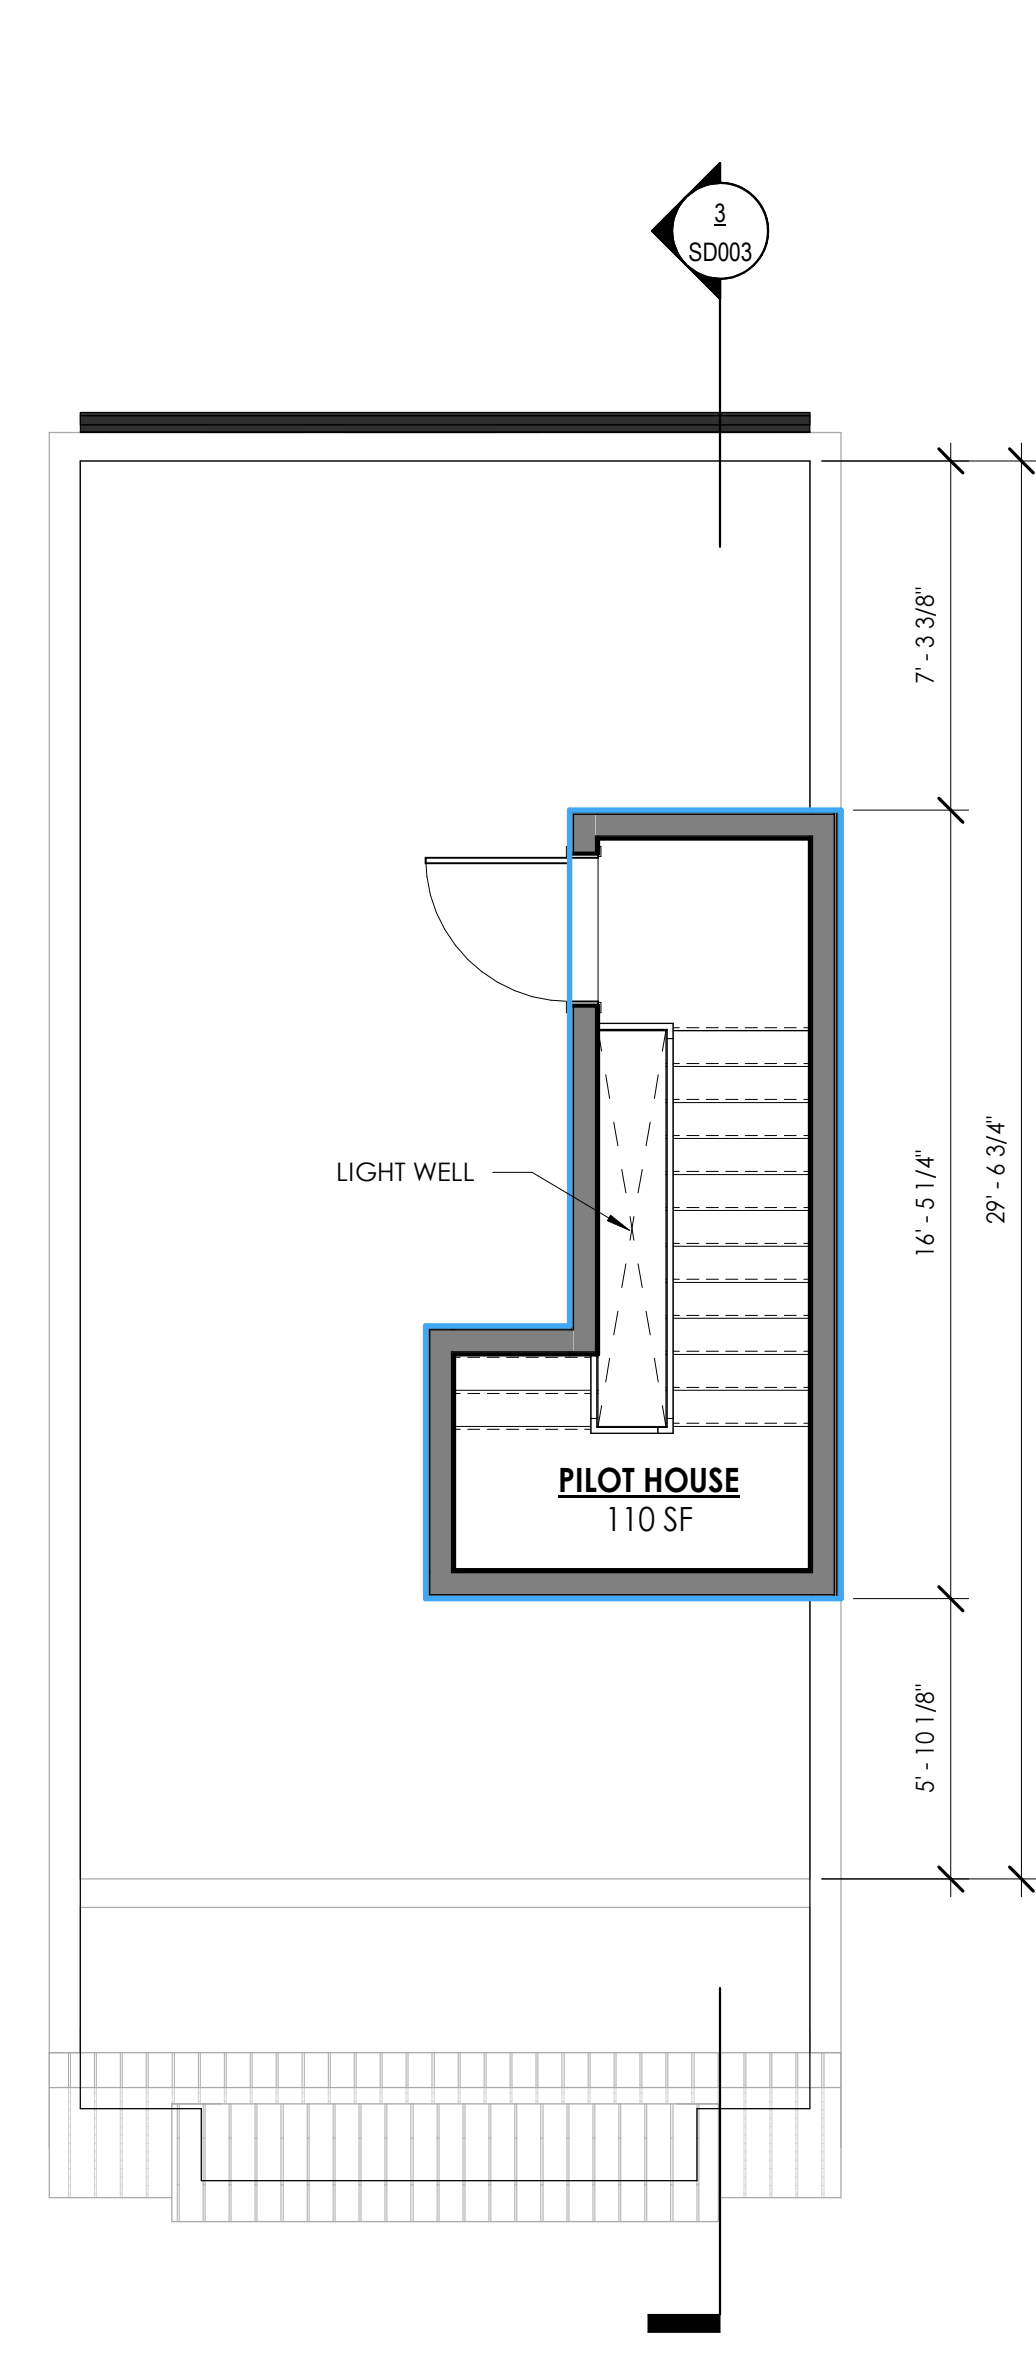 3
SD003
7' - 3 3/8"
16' - 5 1/4"
29' - 6 3/4"
LIGHT WELL
PILOT HOUSE
110 SF
5' - 10 1/8"